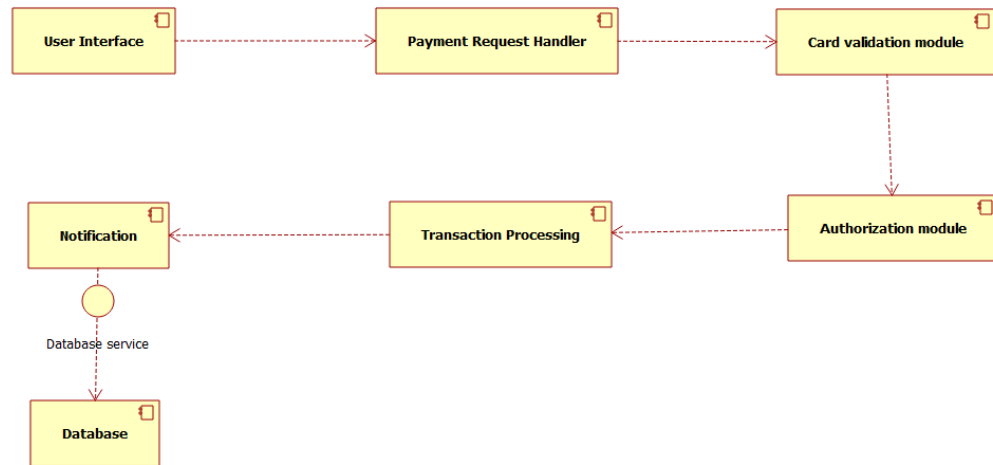 User Interface
Payment Request Handler
Card validation module
Notification
Transaction Processing
Authorization module
Database service
Database